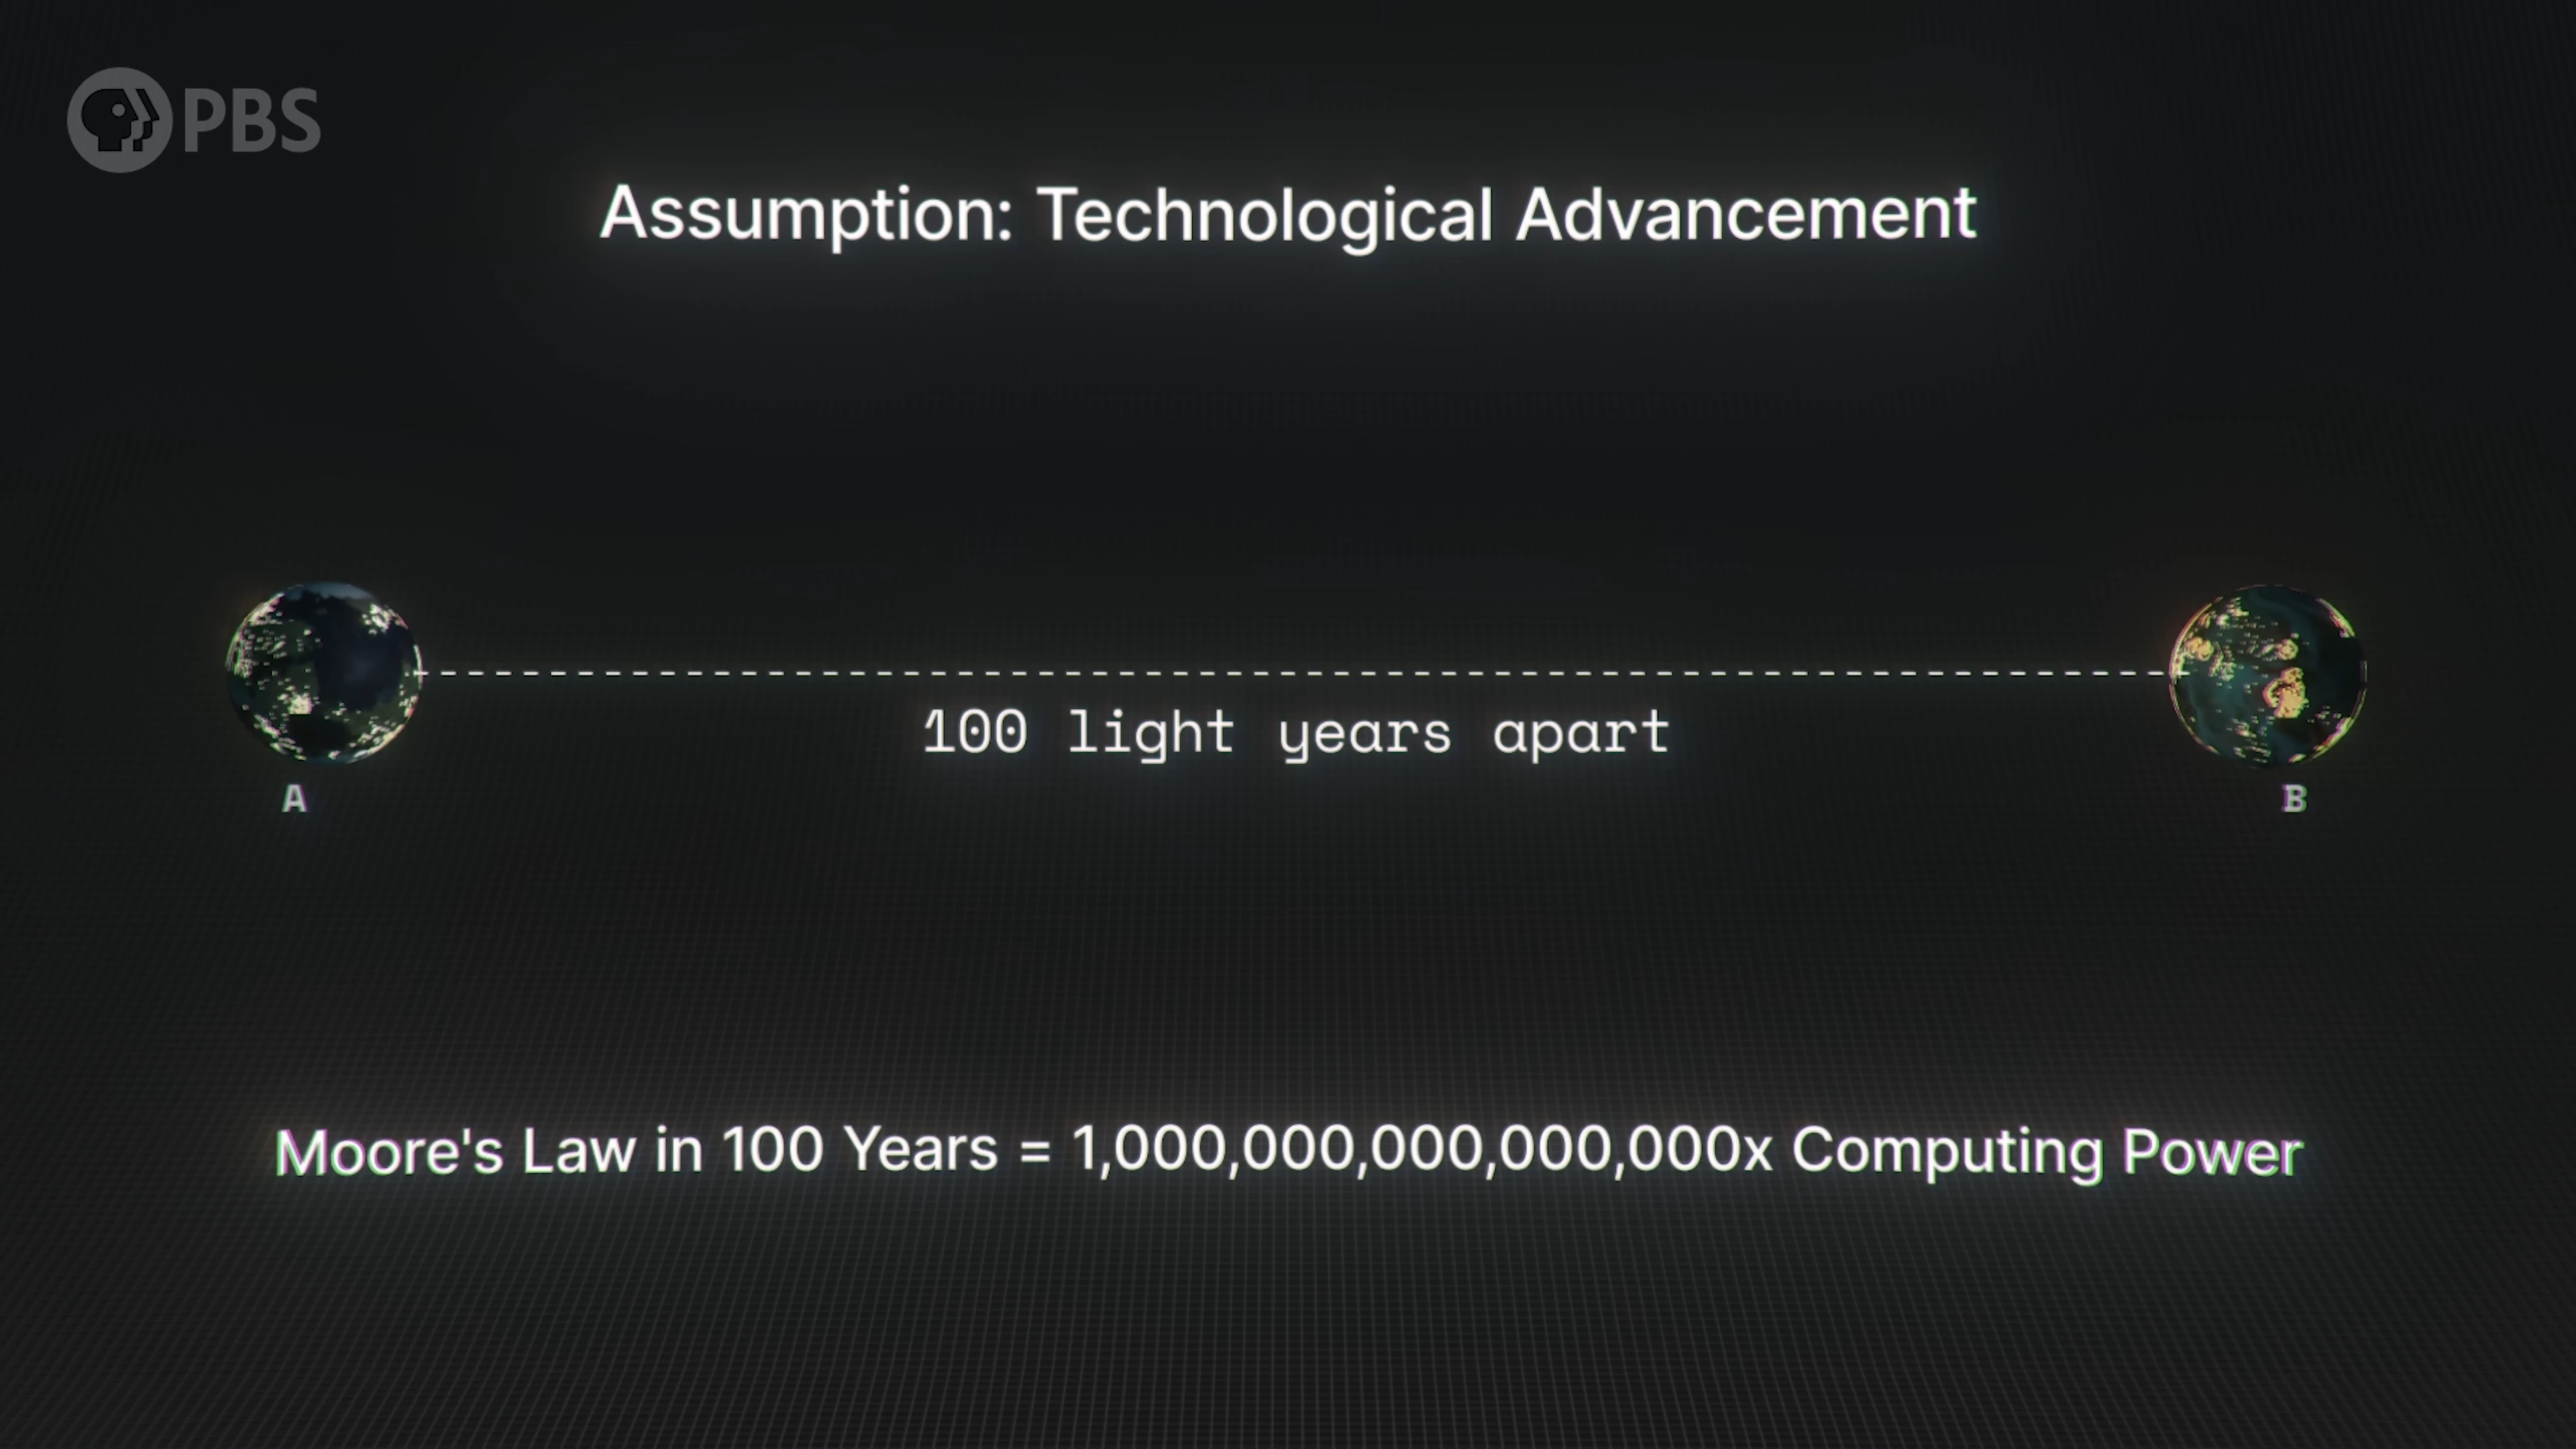 PBS
Assumption: Technological Advancement
100 light years apart
A
B
Moore's Law in 100 Years = 1,000,000,000,000,000x Computing Power